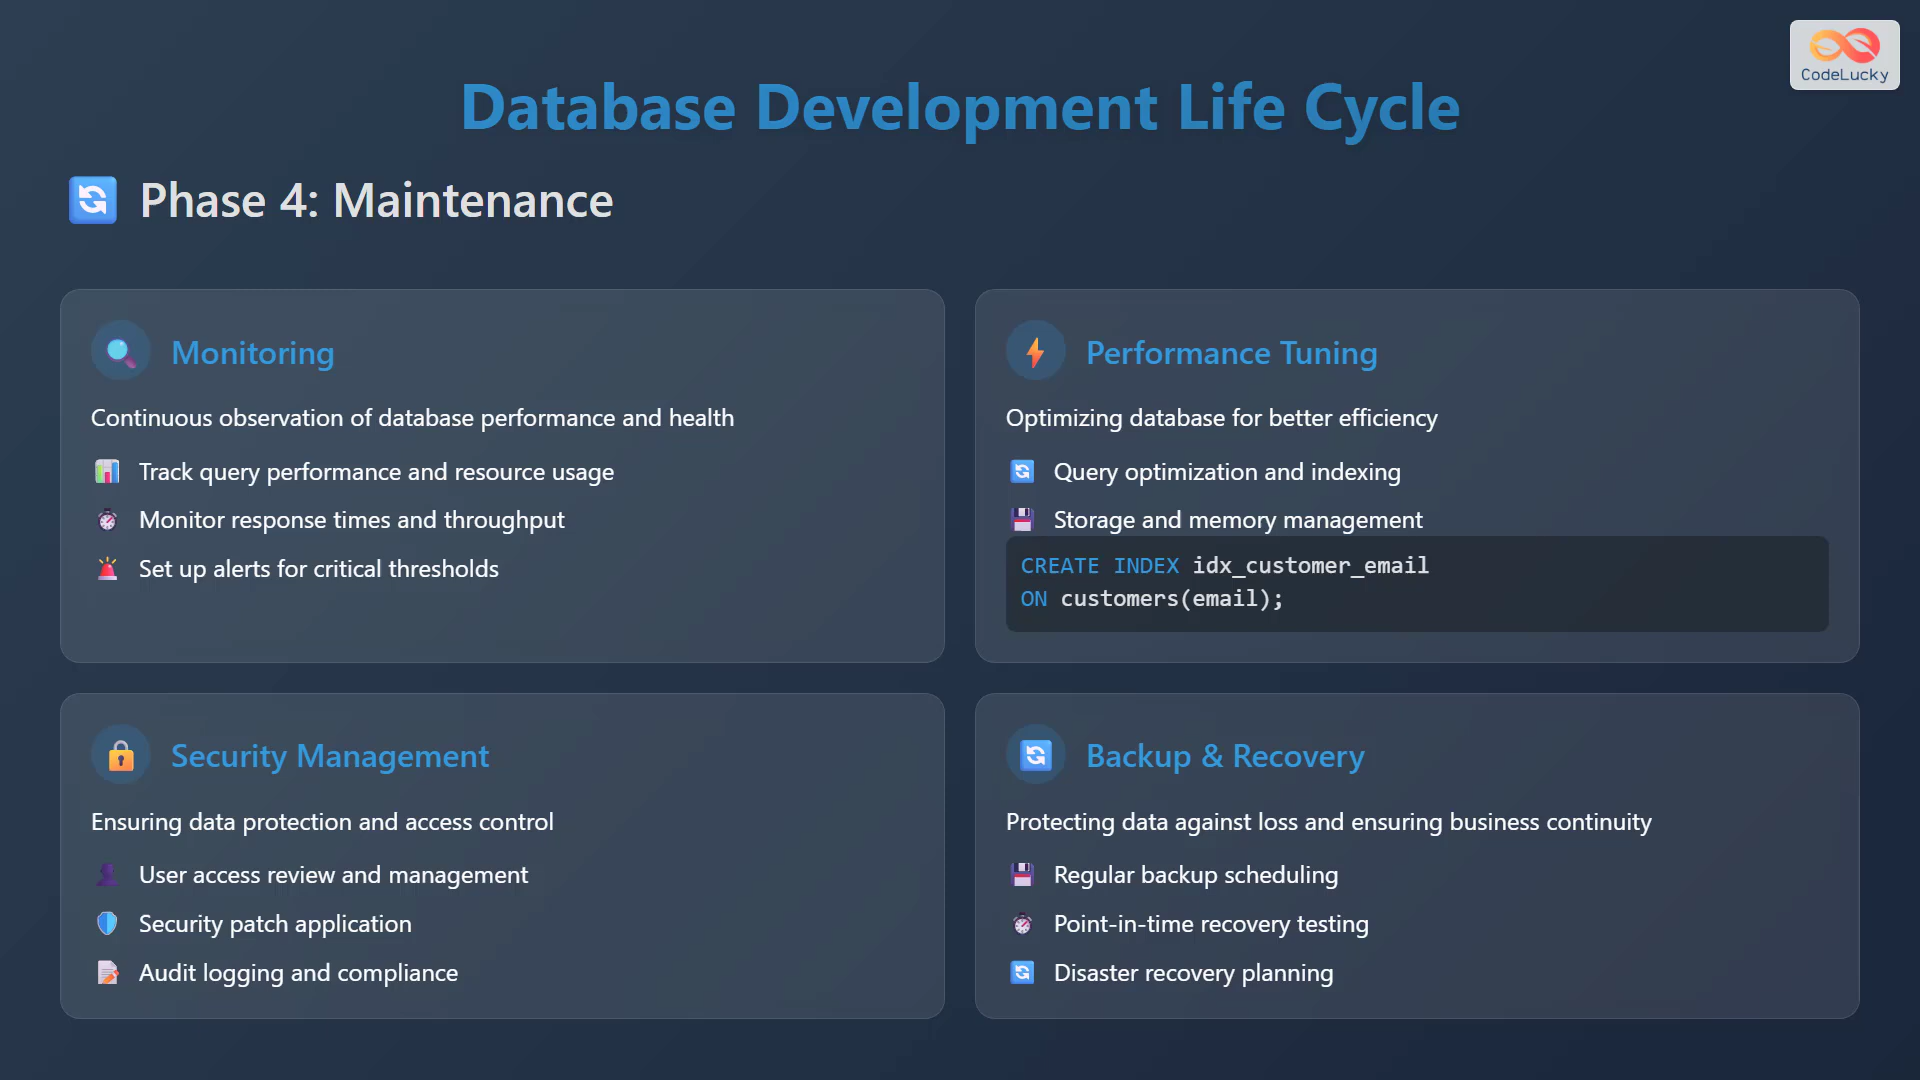 CodeLucky
Database Development Life Cycle
Phase 4: Maintenance
Monitoring
Continuous observation of database performance and health
Track query performance and resource usage
Monitor response times and throughput
Set up alerts for critical thresholds
Performance Tuning
Optimizing database for better efficiency
Query optimization and indexing
Storage and memory management
CREATE INDEX idx_customer_email
ON customers(email);
Security Management
Ensuring data protection and access control
User access review and management
Security patch application
Audit logging and compliance
Backup & Recovery
Protecting data against loss and ensuring business continuity
Regular backup scheduling
Point-in-time recovery testing
Disaster recovery planning